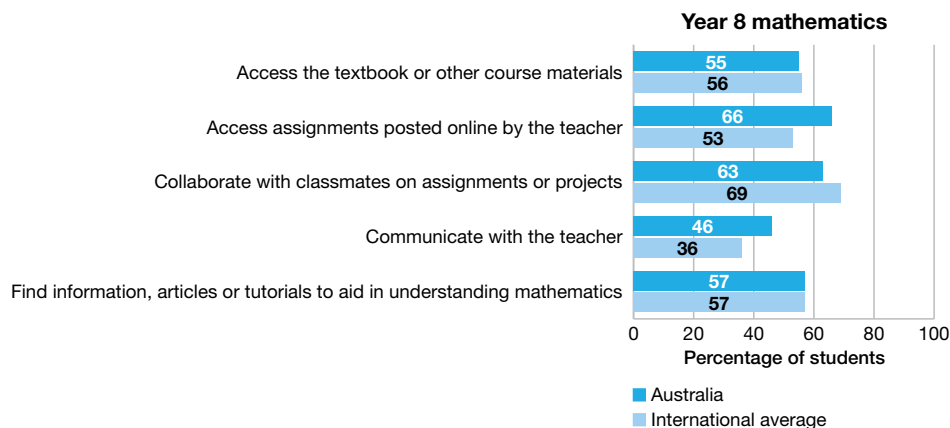 Year 8 mathematics
Access the textbook or other course materials
55
56
Access assignments posted online by the teacher
66
53
Collaborate with classmates on assignments or projects
63
69
Communicate with the teacher
46
36
Find information, articles or tutorials to aid in understanding mathematics
57
57
0 20 40 60 80 100
Percentage of students
Australia
International average